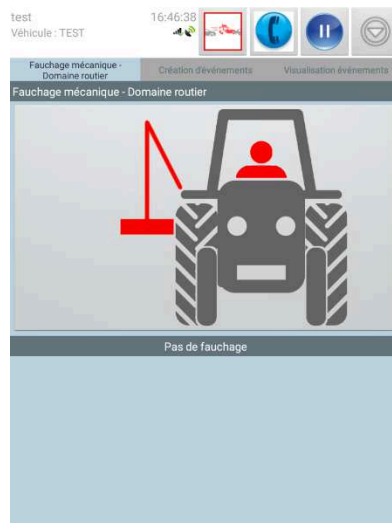 test
16:46:38
Véhicule : TEST
Fauchage mécanique -
Domaine routier
Création d'événements
Visualisation événements
Fauchage mécanique - Domaine routier
Pas de fauchage